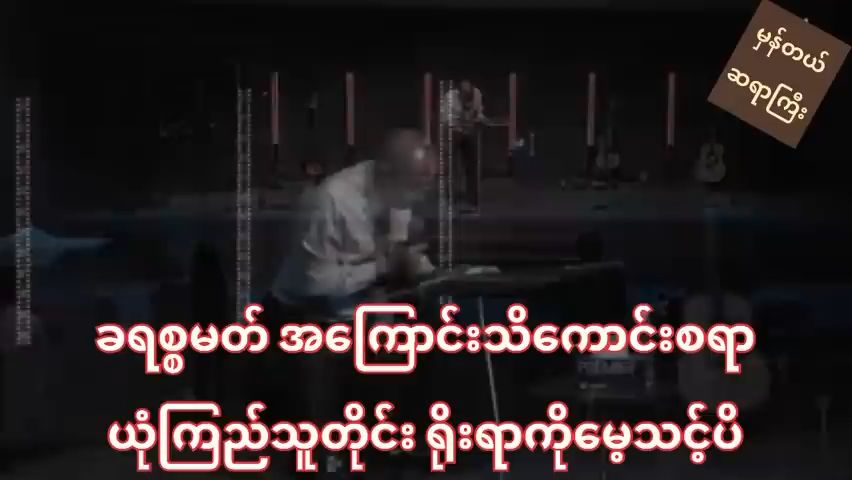 မှန်တယ်
ဆရာကြီး
ခရစ္စမတ် အကြောင်းသိကောင်းစရာ
ယုံကြည်သူတိုင်း ရိုးရာကိုမေ့သင့်ပိ